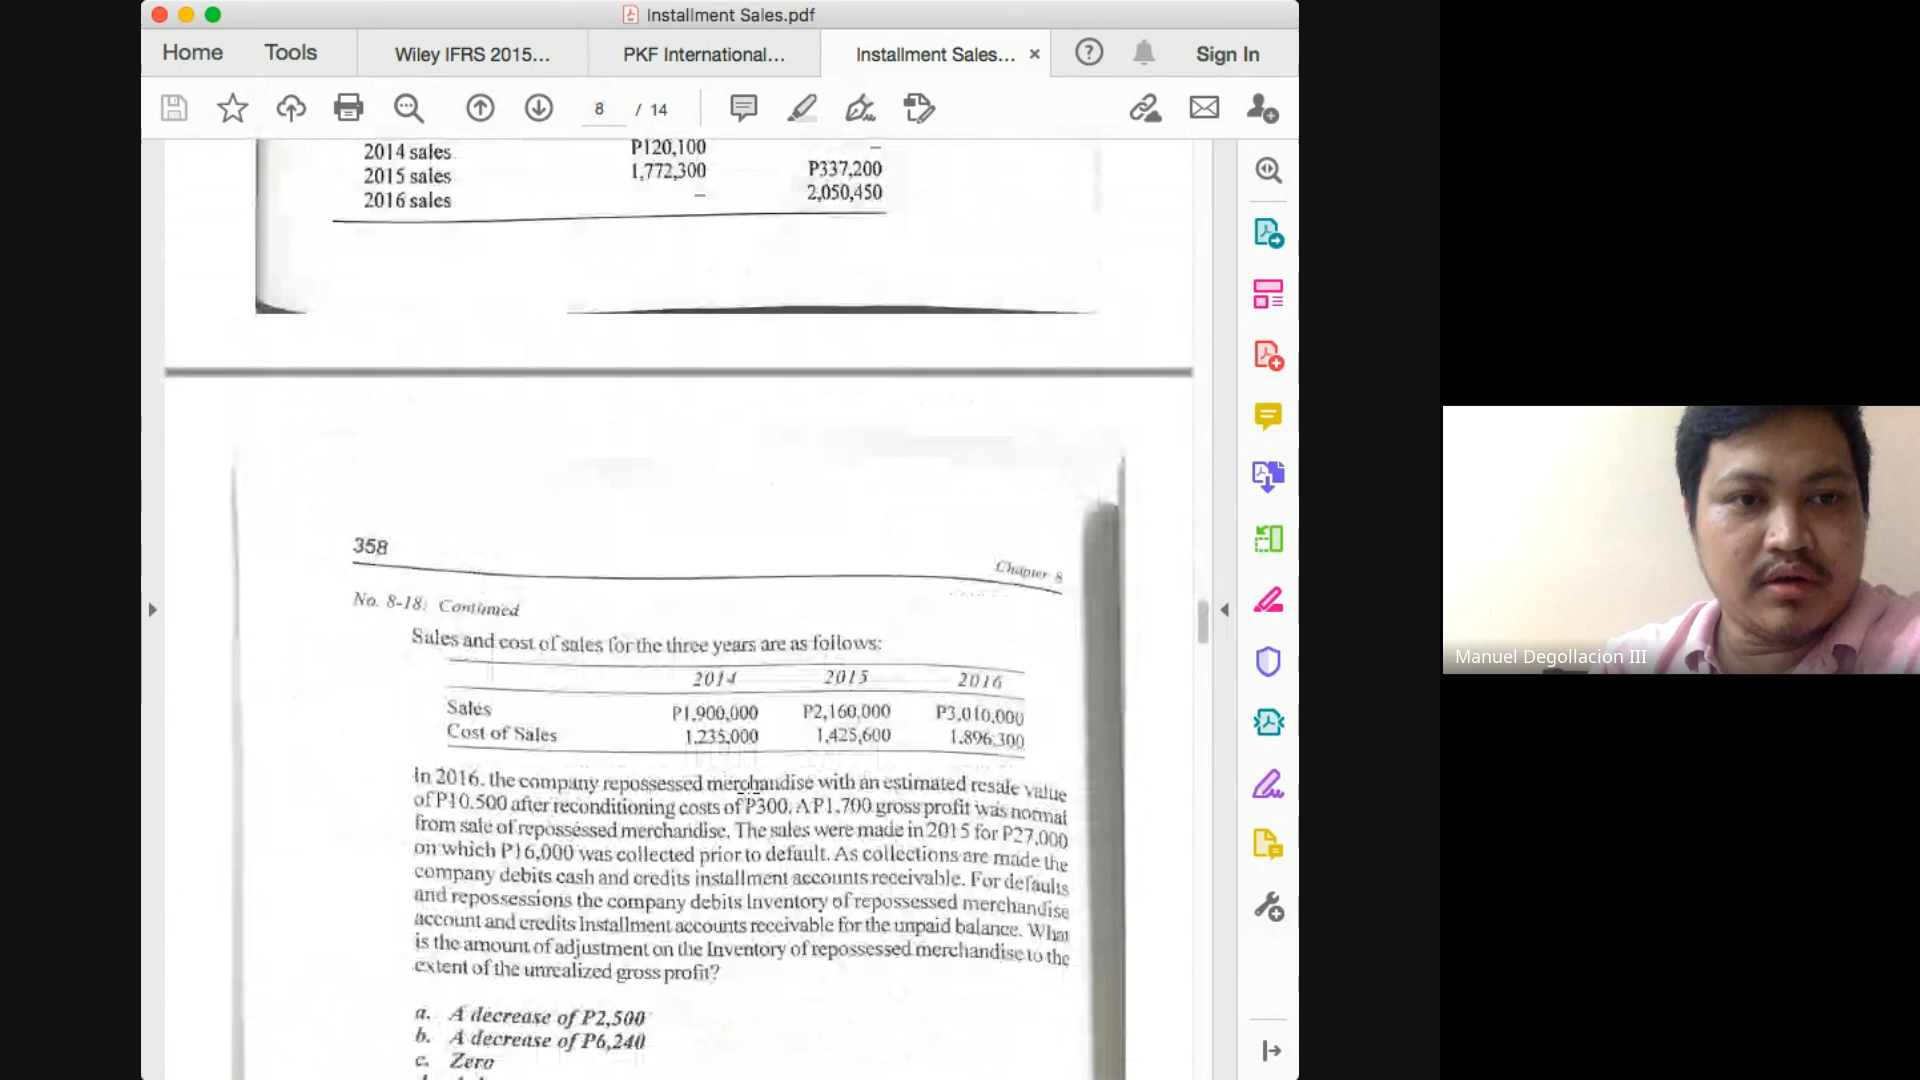 Installment Sales.pdf
Home Tools Wiley IFRS 2015... PKF International... Installment Sales... × Sign In
8 / 14
2014 sales P120,100 –
2015 sales 1,772,300 P337,200
2016 sales – 2,050,450
358
Chapter 8
No. 8-18: Continued
Sales and cost of sales for the three years are as follows:
2014 2015 2016
Sales P1,900,000 P2,160,000 P3,010,000
Cost of Sales 1,235,000 1,425,600 1,896,300
In 2016, the company repossessed merchandise with an estimated resale value
of P10,500 after reconditioning costs of P300. A P1,700 gross profit was normal
from sale of repossessed merchandise. The sales were made in 2015 for P27,000
on which P16,000 was collected prior to default. As collections are made the
company debits cash and credits installment accounts receivable. For defaults
and repossessions the company debits Inventory of repossessed merchandise
account and credits Installment accounts receivable for the unpaid balance. What
is the amount of adjustment on the Inventory of repossessed merchandise to the
extent of the unrealized gross profit?
a. A decrease of P2,500
b. A decrease of P6,240
c. Zero
Manuel Degollacion III